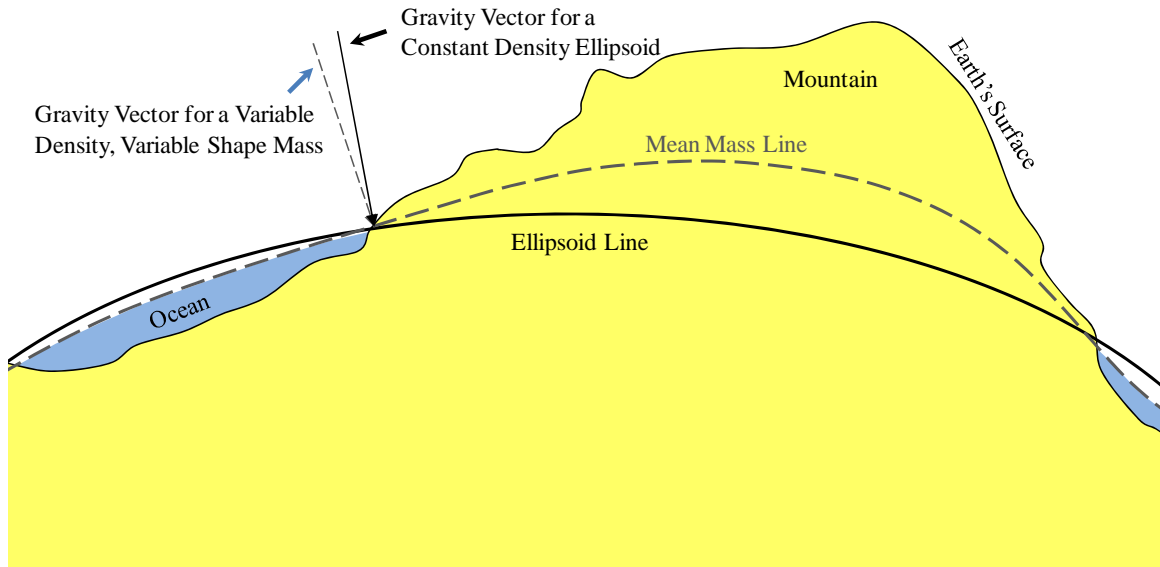 Gravity Vector for a
Constant Density Ellipsoid
Gravity Vector for a Variable
Density, Variable Shape Mass
Mountain
Earth's Surface
Mean Mass Line
Ellipsoid Line
Ocean